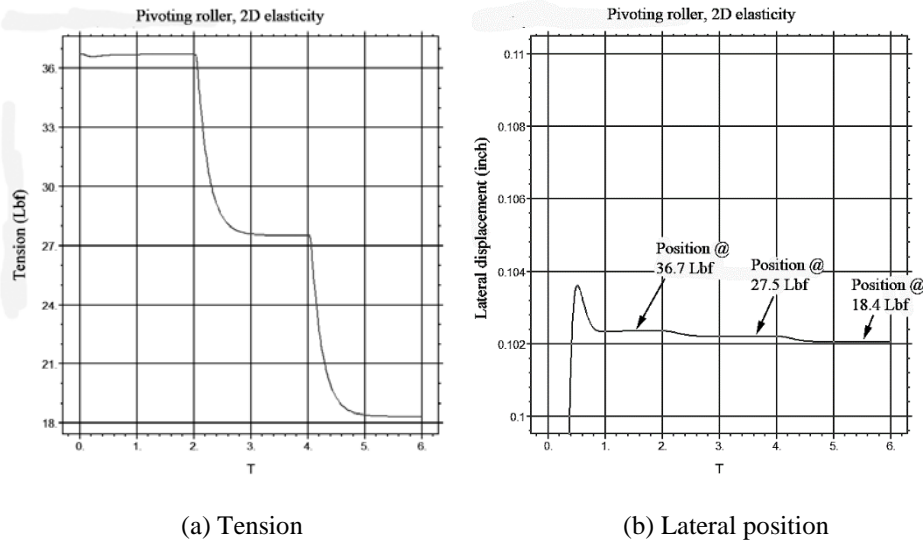 Pivoting roller, 2D elasticity
Tension (Lbf)
36.
33.
30.
27.
24.
21.
18.
0. 1. 2. 3. 4. 5. 6.
T
(a) Tension
Pivoting roller, 2D elasticity
Lateral displacement (inch)
0.11
0.108
0.106
0.104
0.102
0.1
Position @
36.7 Lbf
Position @
27.5 Lbf
Position @
18.4 Lbf
0. 1. 2. 3. 4. 5. 6.
T
(b) Lateral position